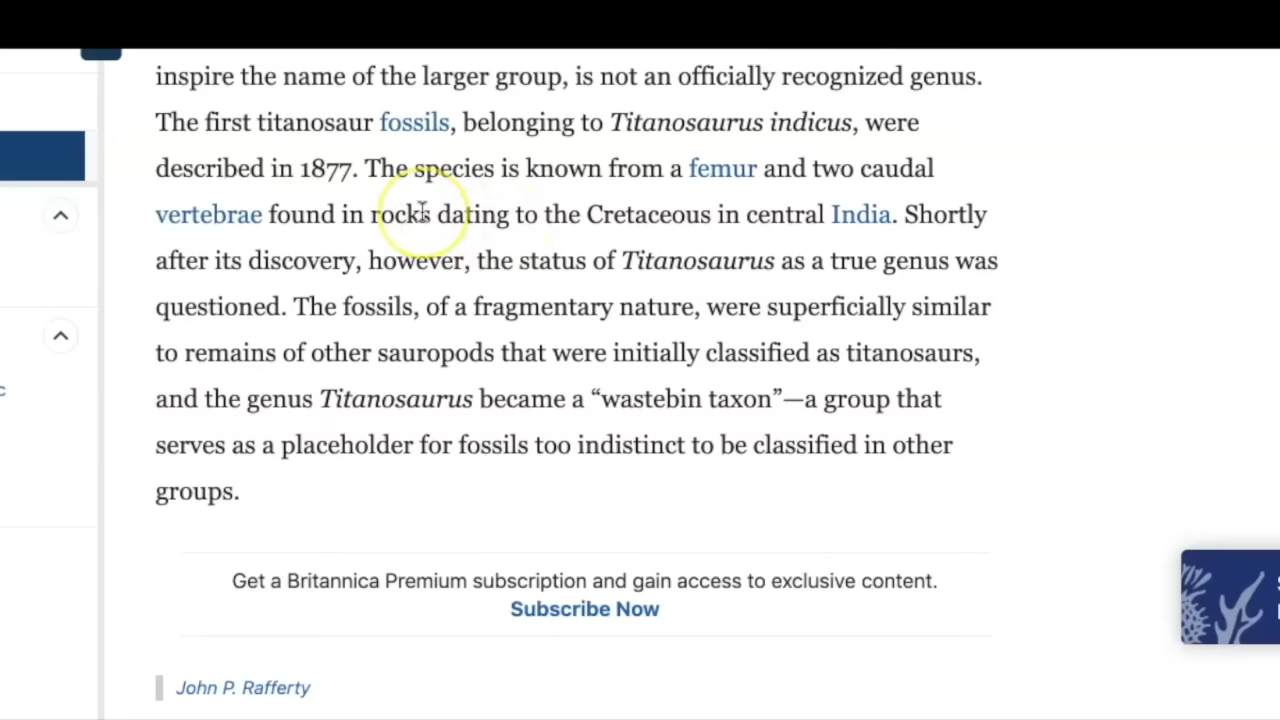 inspire the name of the larger group, is not an officially recognized genus.
The first titanosaur fossils, belonging to Titanosaurus indicus, were
described in 1877. The species is known from a femur and two caudal
vertebrae found in rocks dating to the Cretaceous in central India. Shortly
after its discovery, however, the status of Titanosaurus as a true genus was
questioned. The fossils, of a fragmentary nature, were superficially similar
to remains of other sauropods that were initially classified as titanosaurs,
and the genus Titanosaurus became a “wastebin taxon”—a group that
serves as a placeholder for fossils too indistinct to be classified in other
groups.
Get a Britannica Premium subscription and gain access to exclusive content.
Subscribe Now
John P. Rafferty